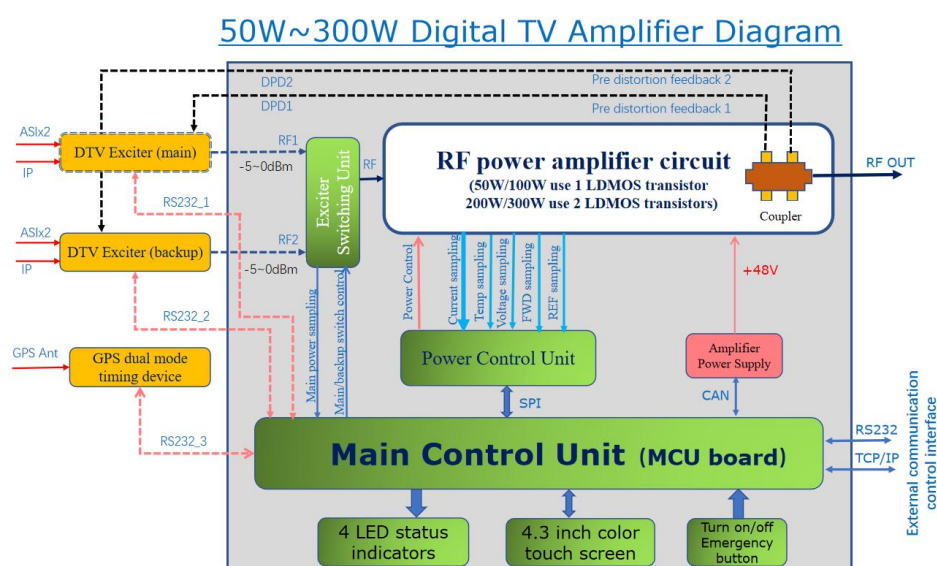 50W~300W Digital TV Amplifier Diagram
DPD2
Pre distortion feedback 2
DPD1
Pre distortion feedback 1
ASIx2
DTV Exciter (main)
IP
RF1
-5~0dBm
Exciter
Switching Unit
RF
RF power amplifier circuit
(50W/100W use 1 LDMOS transistor
200W/300W use 2 LDMOS transistors)
Coupler
RF OUT
RS232_1
ASIx2
DTV Exciter (backup)
IP
RF2
-5~0dBm
Main power sampling
Main/backup switch control
Power Control
Current sampling
Temp sampling
Voltage sampling
FWD sampling
REF sampling
+48V
RS232_2
GPS Ant
GPS dual mode
timing device
Power Control Unit
Amplifier
Power Supply
SPI
CAN
RS232_3
Main Control Unit (MCU board)
RS232
TCP/IP
External communication
control interface
4 LED status
indicators
4.3 inch color
touch screen
Turn on/off
Emergency
button